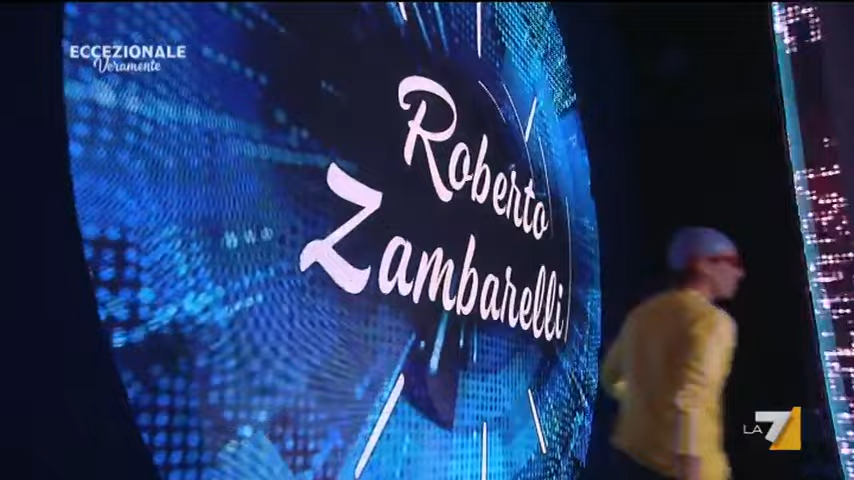 ECCEZIONALE
Veramente
Roberto
Zambarelli
LA7